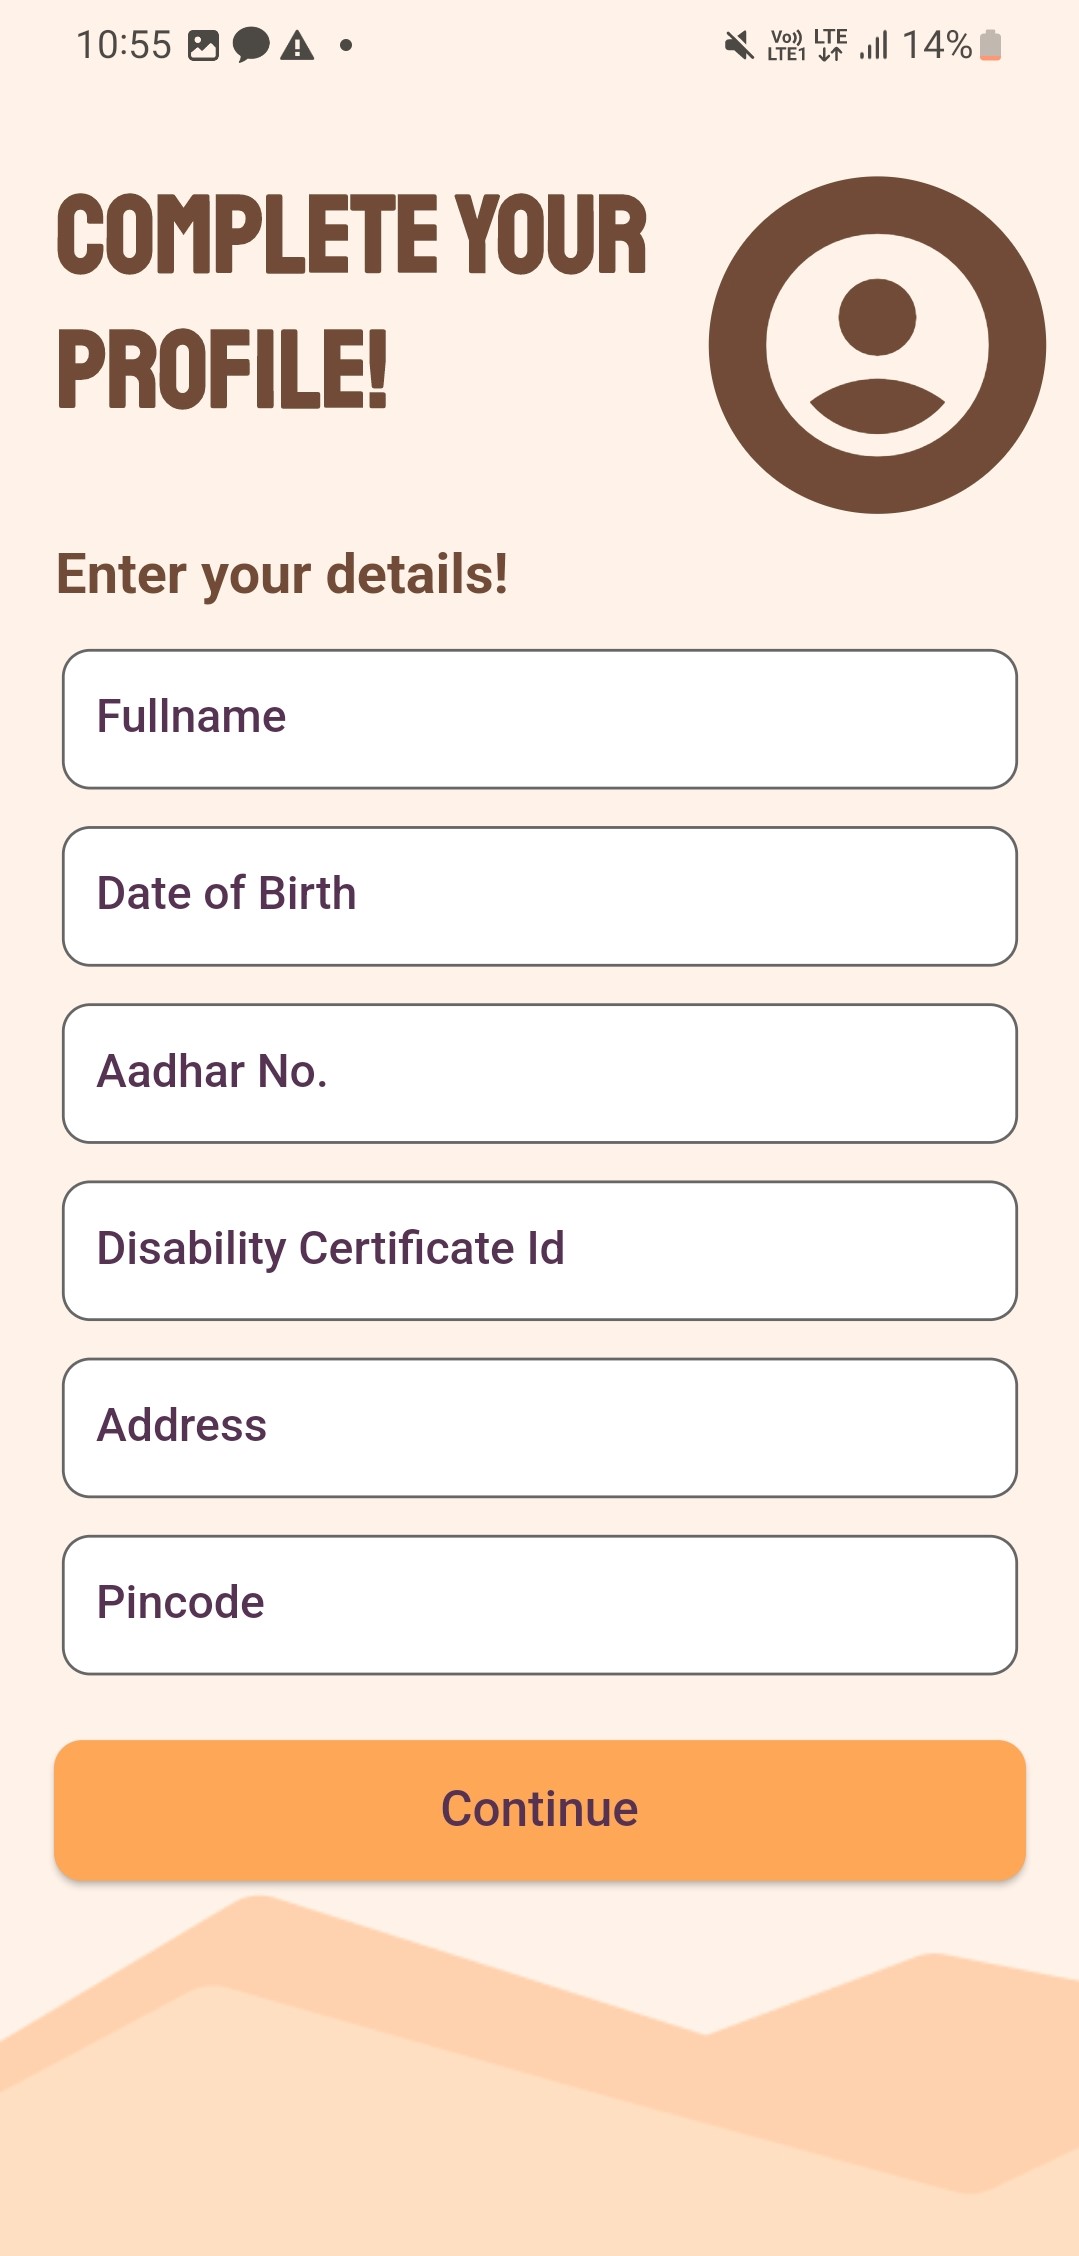 10:55 Vo)) LTE1 LTE 14%
COMPLETE YOUR
PROFILE!
Enter your details!
Fullname
Date of Birth
Aadhar No.
Disability Certificate Id
Address
Pincode
Continue